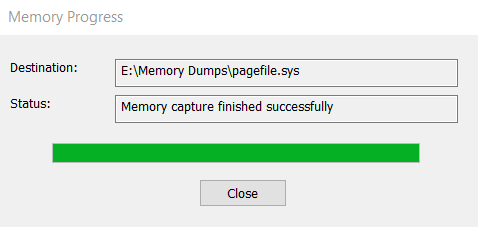 Memory Progress
Destination: E:\Memory Dumps\pagefile.sys
Status: Memory capture finished successfully
Close